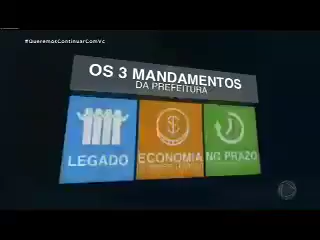 #QueremosContinuarComVc
OS 3 MANDAMENTOS
DA PREFEITURA
LEGADO
ECONOMIA
NO PRAZO